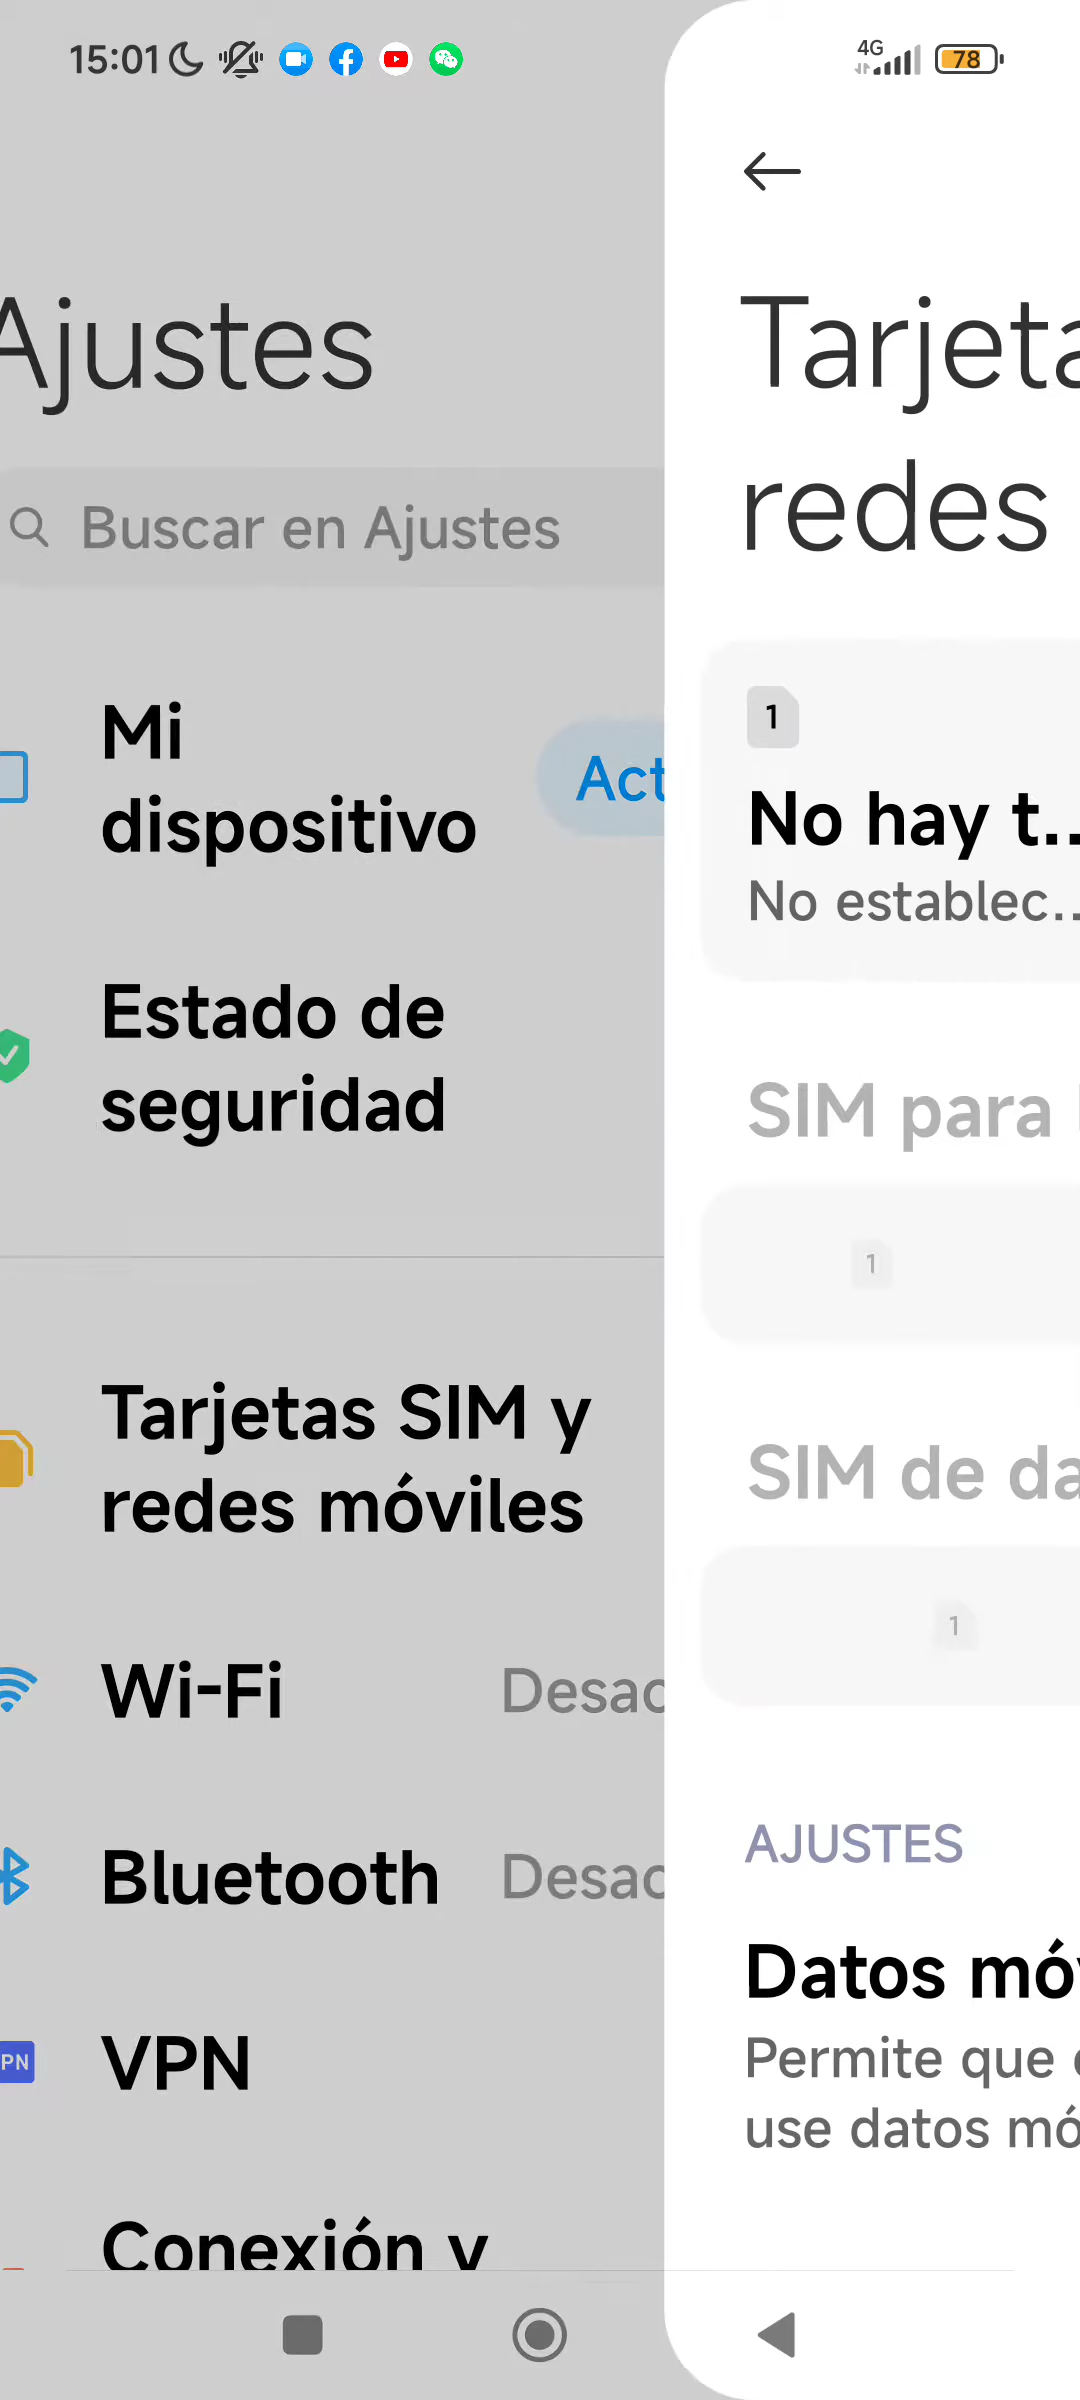 15:01
4G
78
Ajustes
Buscar en Ajustes
Mi
dispositivo
Act
Estado de
seguridad
Tarjetas SIM y
redes móviles
Wi-Fi
Desac
Bluetooth
Desac
PN
VPN
Conexión y
Tarjeta
redes
1
No hay t...
No establec...
SIM para
1
SIM de da
1
AJUSTES
Datos móv
Permite que
use datos mó